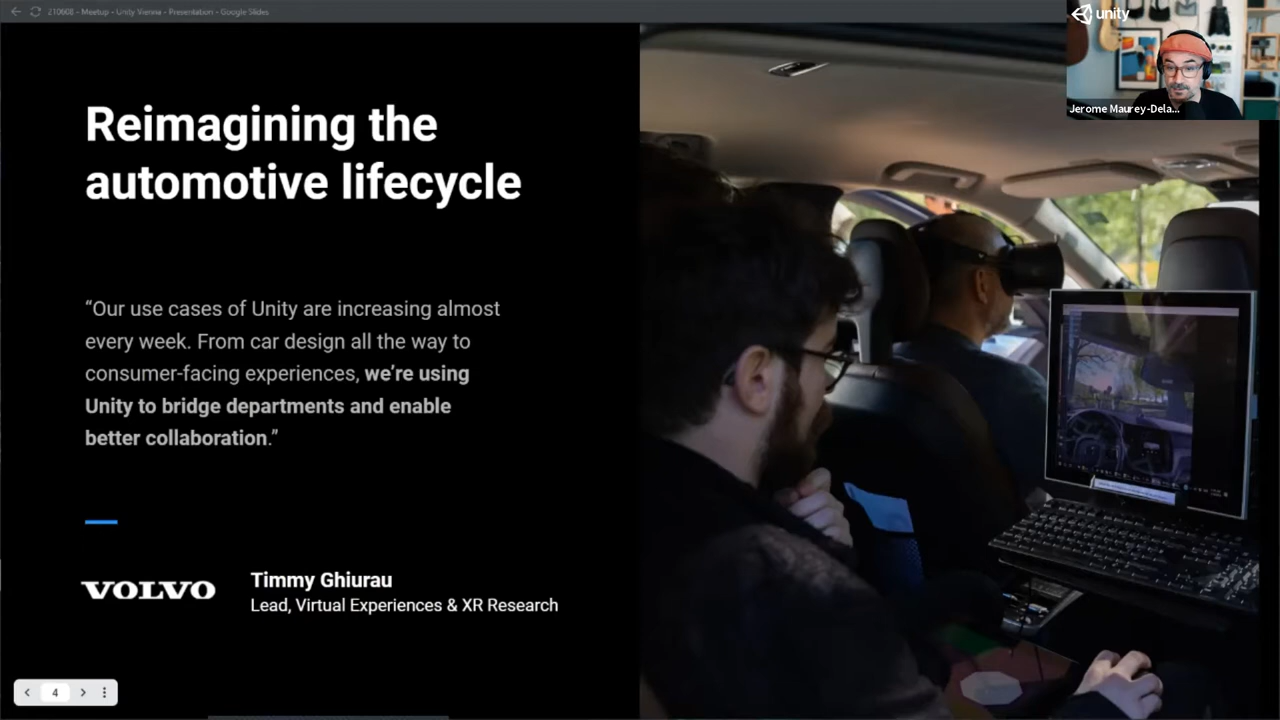 210608 - Meetup - Unity Vienna - Presentation - Google Slides
unity
Jerome Maurey-Dela...
Reimagining the
automotive lifecycle
“Our use cases of Unity are increasing almost
every week. From car design all the way to
consumer-facing experiences, we’re using
Unity to bridge departments and enable
better collaboration.”
VOLVO
Timmy Ghiurau
Lead, Virtual Experiences & XR Research
4